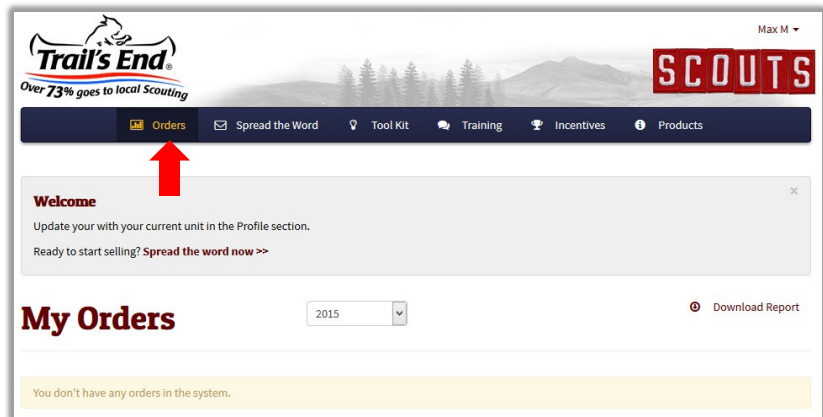 Max M
Trail's End®
Over 73% goes to local Scouting
SCOUTS
Orders Spread the Word Tool Kit Training Incentives Products
Welcome ×
Update your with your current unit in the Profile section.
Ready to start selling? Spread the word now >>
My Orders 2015 Download Report
You don't have any orders in the system.